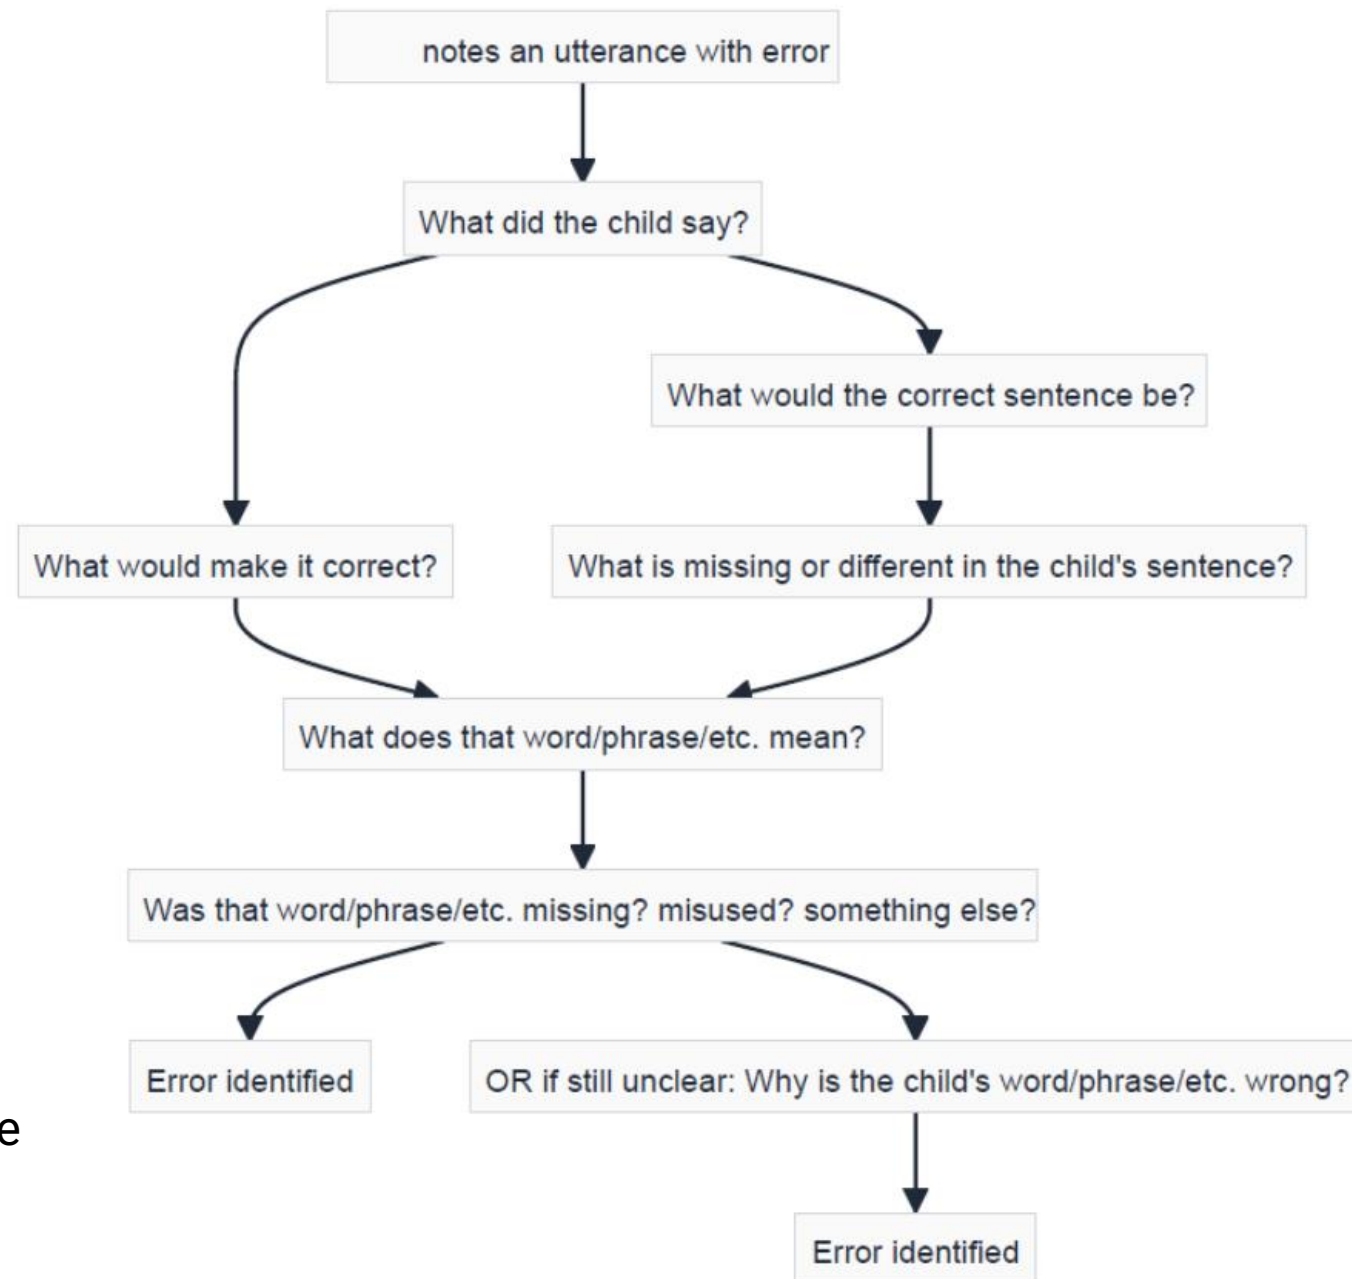 notes an utterance with error
What did the child say?
What would the correct sentence be?
What would make it correct?
What is missing or different in the child's sentence?
What does that word/phrase/etc. mean?
Was that word/phrase/etc. missing? misused? something else?
Error identified
OR if still unclear: Why is the child's word/phrase/etc. wrong?
e
Error identified